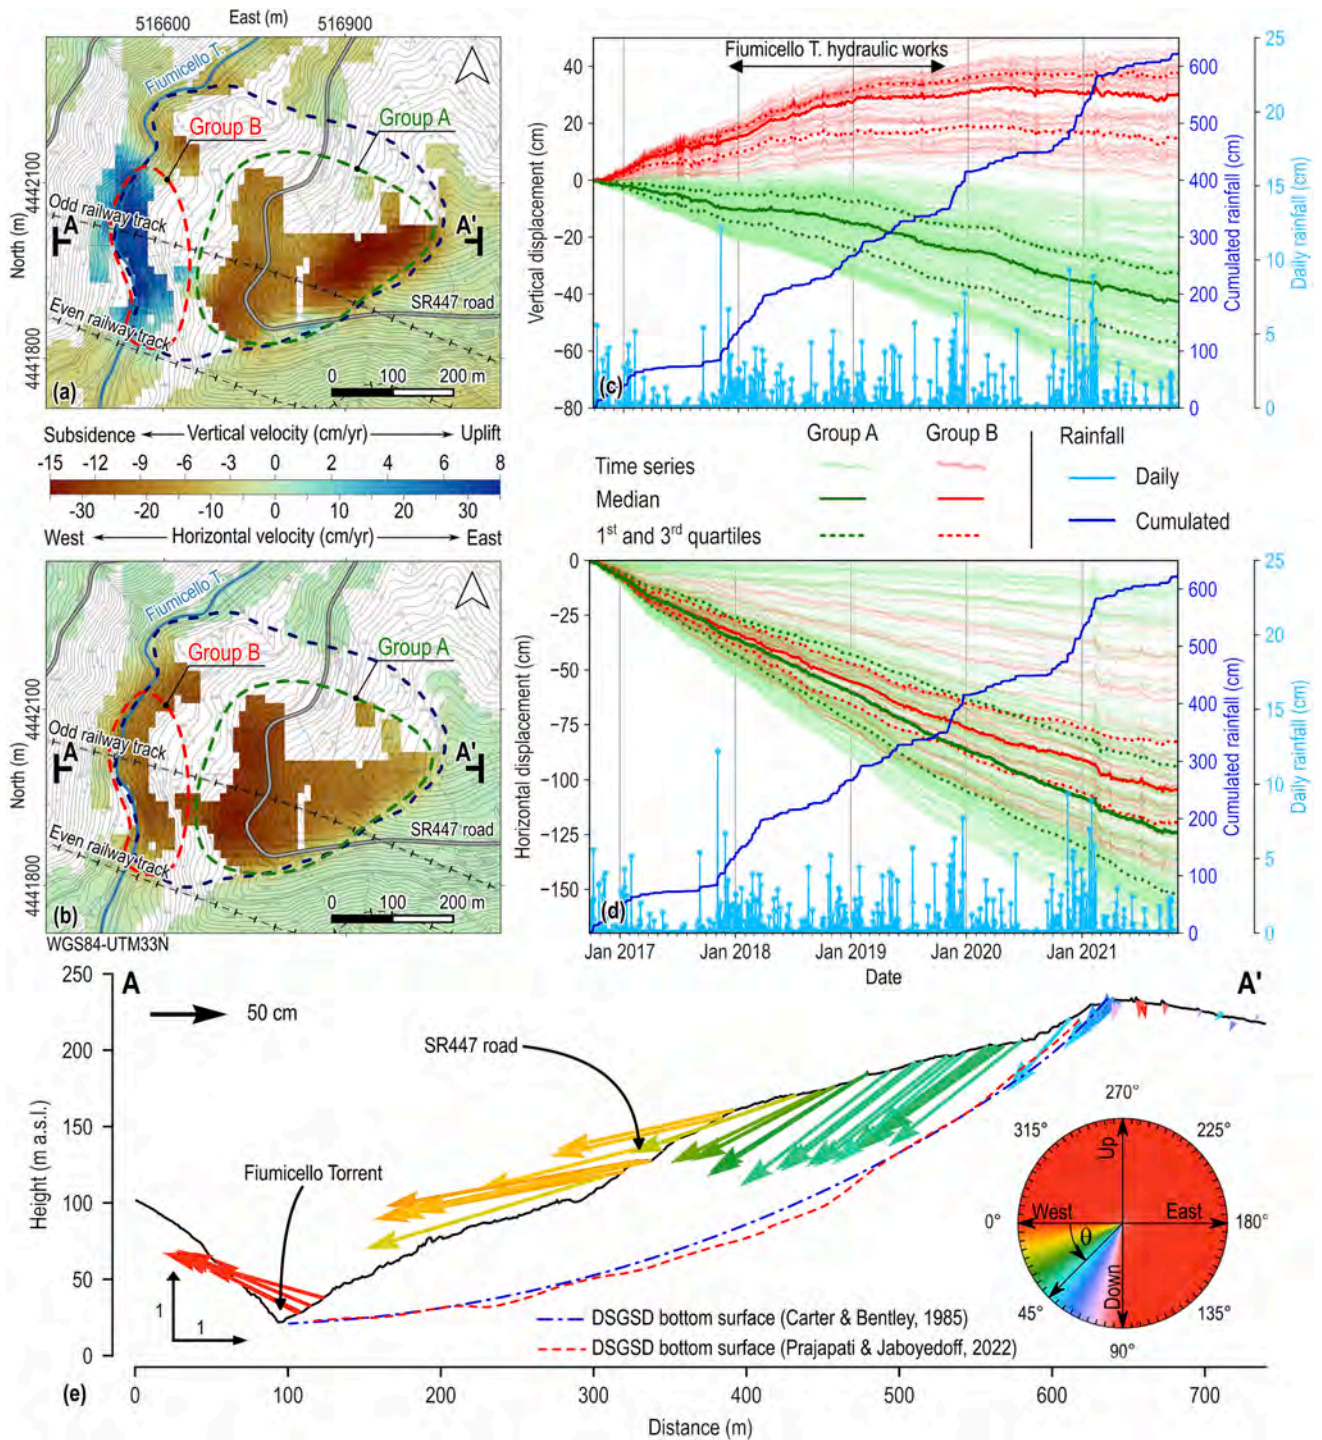 516600
East (m)
516900
Fiumicello T.
Group B
Group A
4442100
Odd railway track
A
A'
North (m)
SR447 road
Even railway track
4441800
0
100
200 m
(a)
Subsidence
Vertical velocity (cm/yr)
Uplift
-15 -12 -9 -6 -3 0 2 4 6 8
-30 -20 -10 0 10 20 30
West
Horizontal velocity (cm/yr)
East
Fiumicello T.
Group B
Group A
4442100
Odd railway track
A
A'
North (m)
SR447 road
Even railway track
4441800
0
100
200 m
(b)
WGS84-UTM33N
Fiumicello T. hydraulic works
40
20
0
−20
−40
−60
−80
Vertical displacement (cm)
600
500
400
300
200
100
0
Cumulated rainfall (cm)
25
20
15
10
5
0
Daily rainfall (cm)
(c)
Group A
Group B
Rainfall
Time series
Daily
Median
Cumulated
1st and 3rd quartiles
0
−25
−50
−75
−100
−125
−150
Horizontal displacement (cm)
600
500
400
300
200
100
0
Cumulated rainfall (cm)
25
20
15
10
5
0
Daily rainfall (cm)
(d)
Jan 2017 Jan 2018 Jan 2019 Jan 2020 Jan 2021
Date
A
A'
50 cm
250
200
150
100
50
0
Height (m a.s.l.)
SR447 road
Fiumicello Torrent
1
1
270°
315°
225°
Up
0°
West
East
180°
θ
Down
45°
135°
90°
DSGSD bottom surface (Carter & Bentley, 1985)
DSGSD bottom surface (Prajapati & Jaboyedoff, 2022)
(e)
0 100 200 300 400 500 600 700
Distance (m)